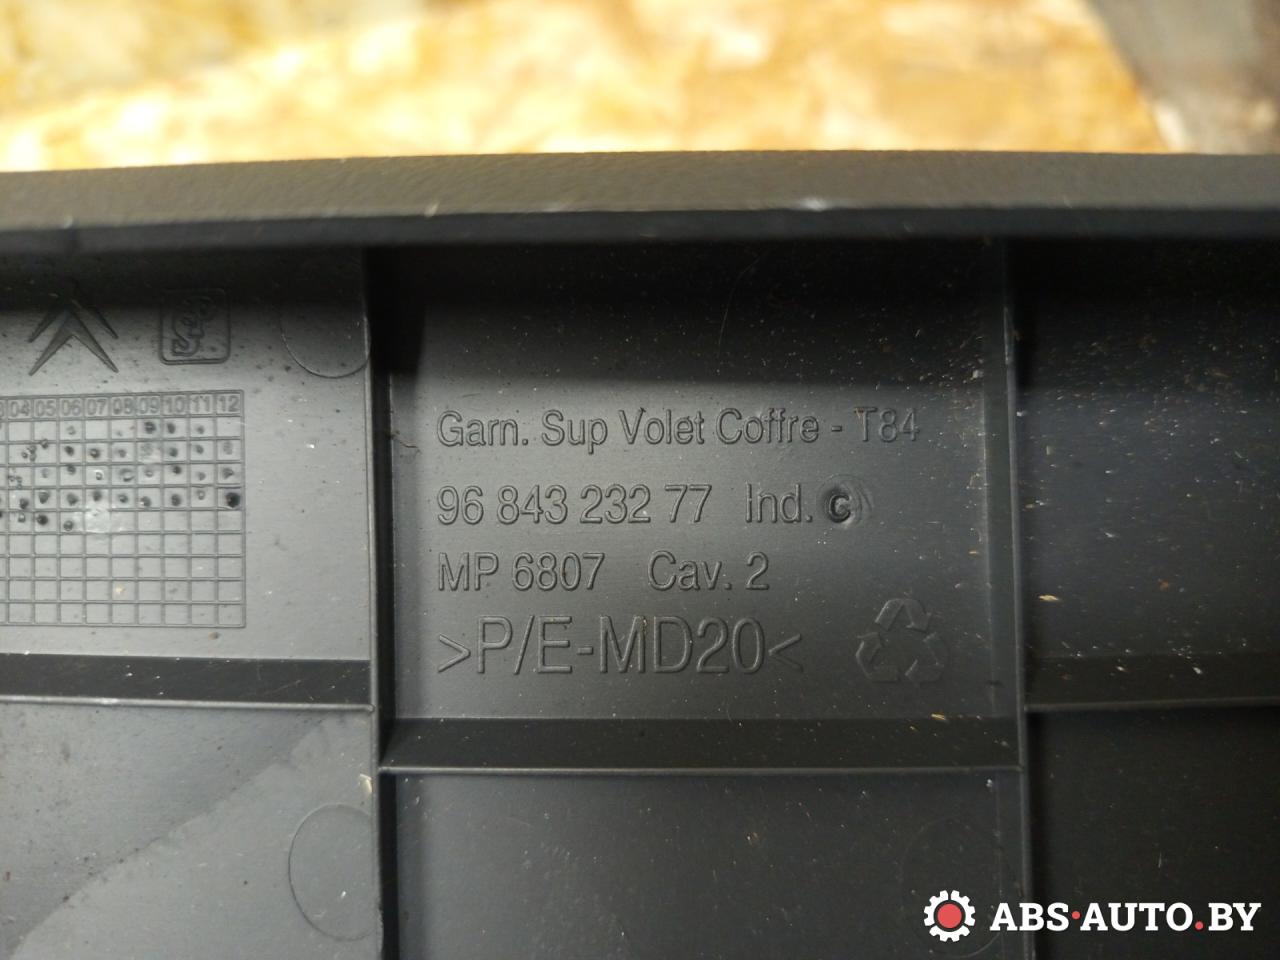 04 05 06 07 08 09 10 11 12
Garn. Sup Volet Coffre - T84
96 843 232 77 Ind. C
MP 6807 Cav. 2
>P/E-MD20<
ABS·AUTO.BY